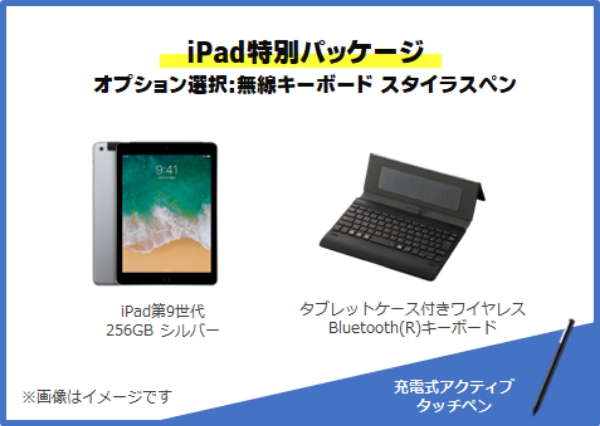 iPad特別パッケージ
オプション選択:無線キーボード スタイラスペン
9:41
iPad第9世代
256GB シルバー
タブレットケース付きワイヤレス
Bluetooth(R)キーボード
※画像はイメージです
充電式アクティブ
タッチペン